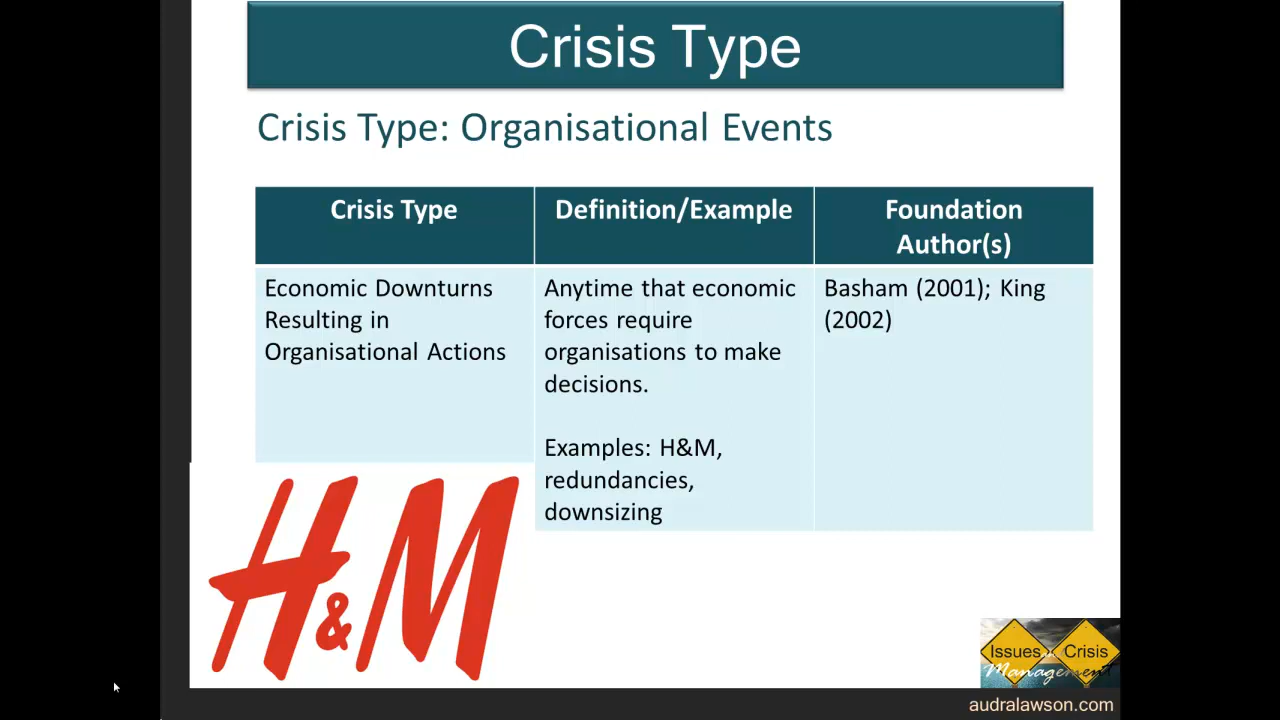 Crisis Type
Crisis Type: Organisational Events
Crisis Type
Definition/Example
Foundation
Author(s)
Economic Downturns
Resulting in
Organisational Actions
Anytime that economic
forces require
organisations to make
decisions.
Examples: H&M,
redundancies,
downsizing
Basham (2001); King
(2002)
H&M
Issues
Crisis
Management
audralawson.com